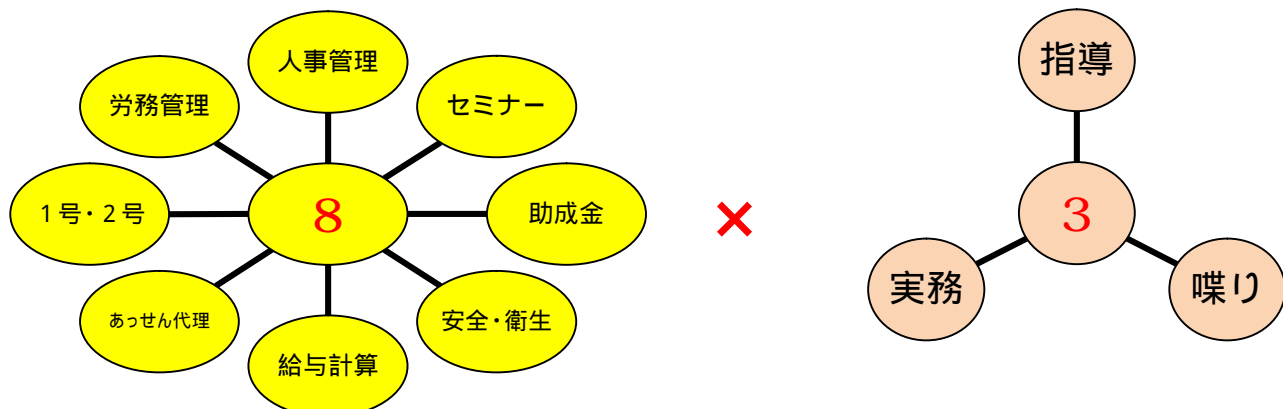 人事管理
労務管理
セミナー
1号・2号
8
助成金
あっせん代理
安全・衛生
給与計算
×
指導
3
実務
喋り